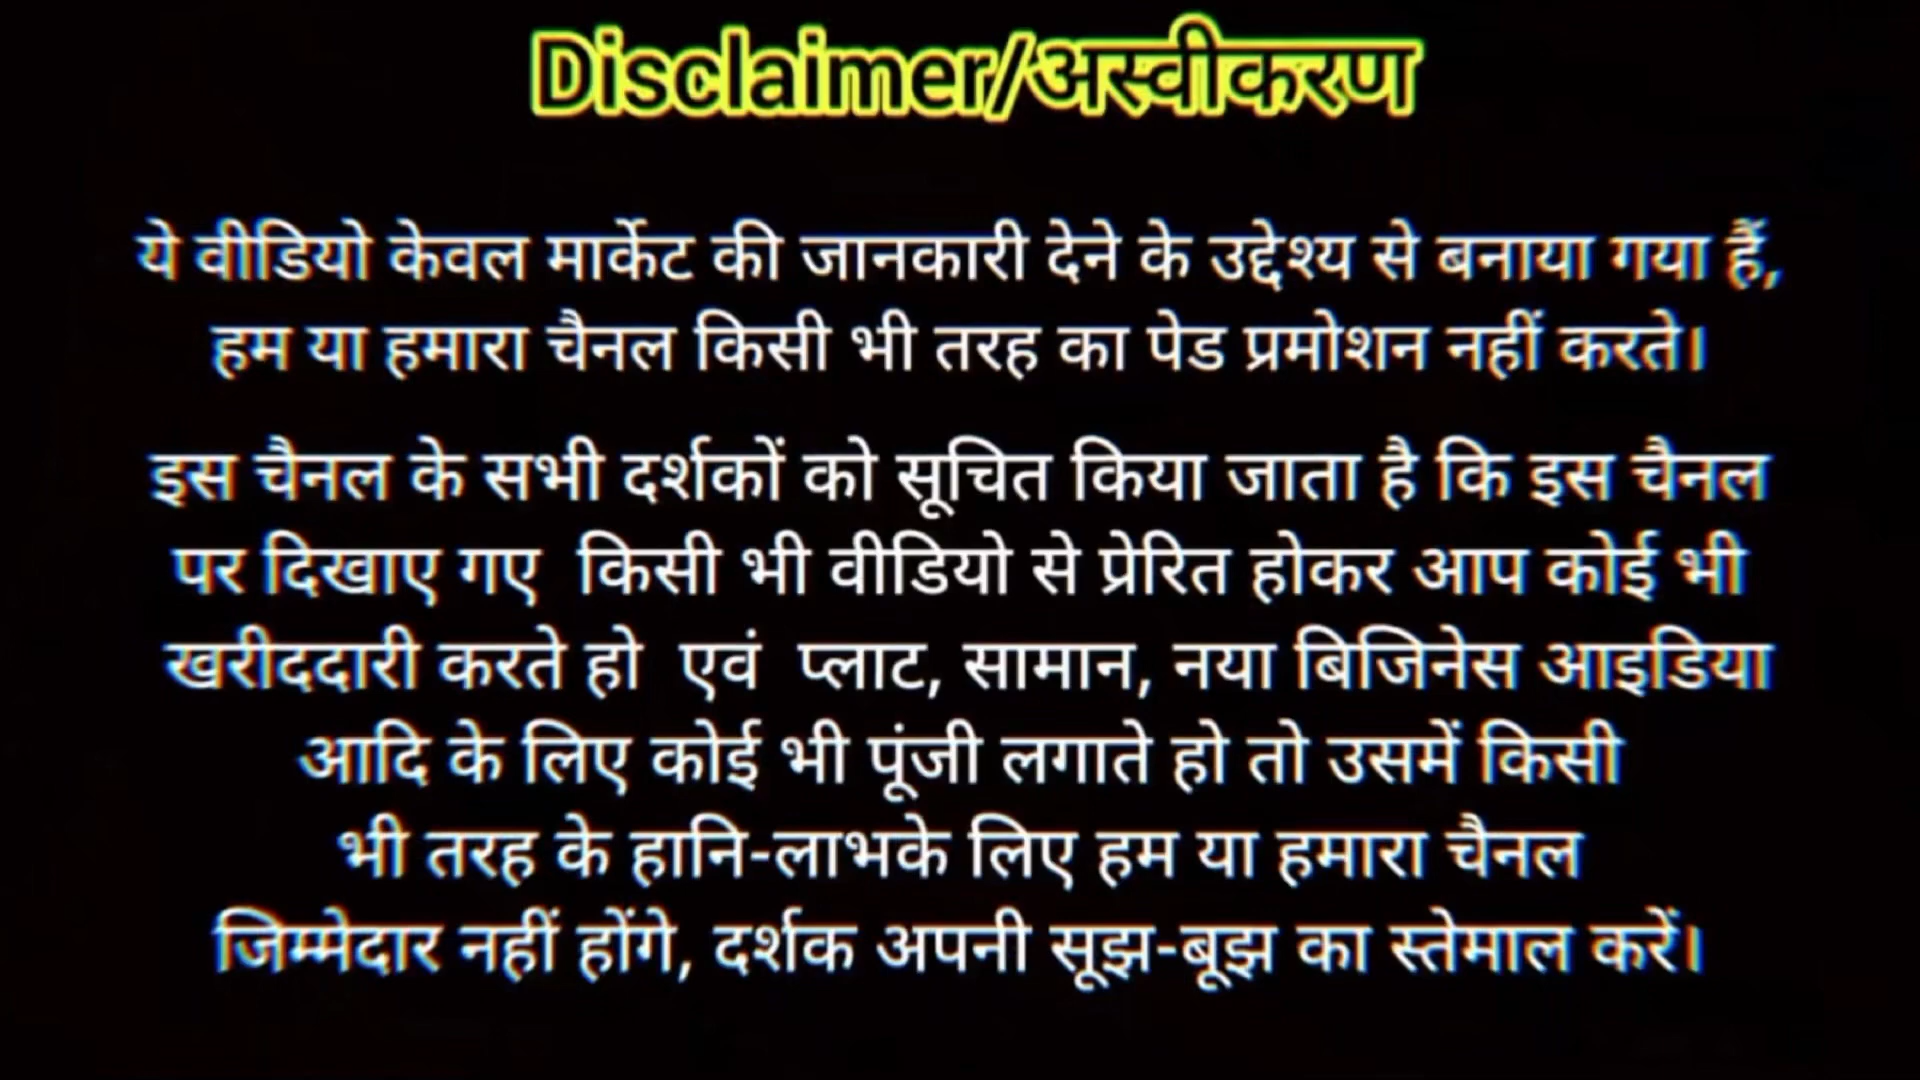 Disclaimer/अस्वीकरण
ये वीडियो केवल मार्केट की जानकारी देने के उद्देश्य से बनाया गया हैं,
हम या हमारा चैनल किसी भी तरह का पेड प्रमोशन नहीं करते।
इस चैनल के सभी दर्शकों को सूचित किया जाता है कि इस चैनल
पर दिखाए गए किसी भी वीडियो से प्रेरित होकर आप कोई भी
खरीददारी करते हो एवं प्लाट, सामान, नया बिजिनेस आइडिया
आदि के लिए कोई भी पूंजी लगाते हो तो उसमें किसी
भी तरह के हानि-लाभके लिए हम या हमारा चैनल
जिम्मेदार नहीं होंगे, दर्शक अपनी सूझ-बूझ का स्तेमाल करें।